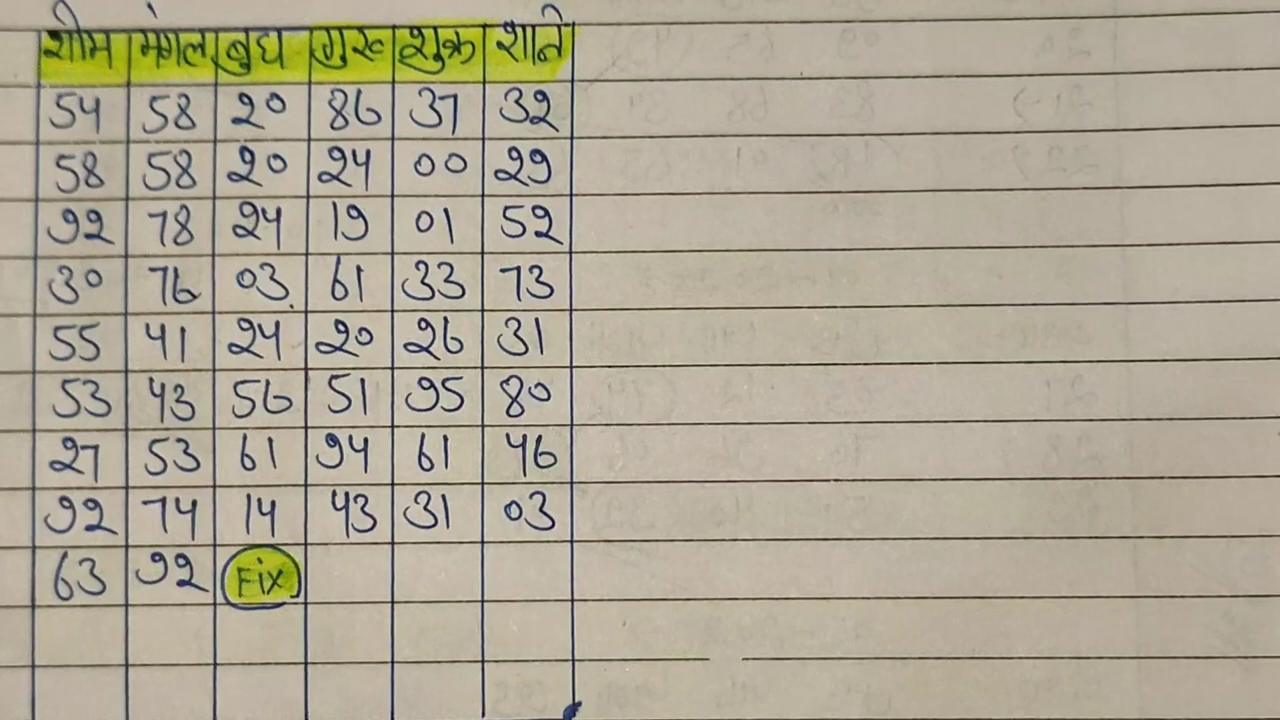 शोम मंगल बुध गुरु शुक्र शनि
54 58 20 86 37 32
58 58 20 24 00 29
92 78 24 19 01 52
30 76 03 61 33 73
55 41 24 20 26 31
53 43 56 51 95 80
27 53 61 94 61 46
92 74 14 43 31 03
63 92 Fix